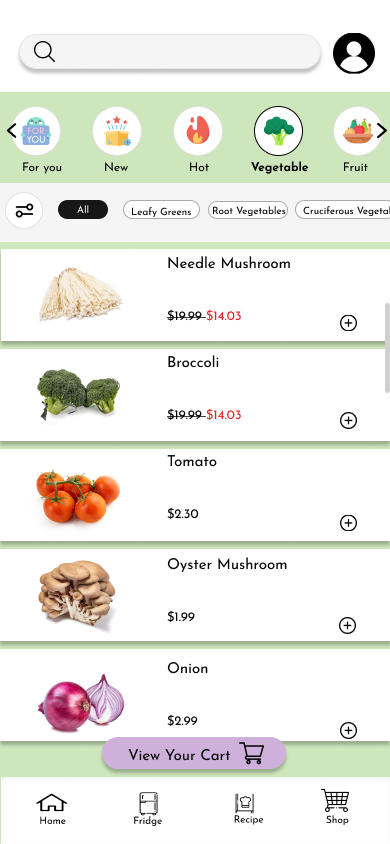 FOR
YOU
For you
New
Hot
Vegetable
Fruit
All
Leafy Greens
Root Vegetables
Cruciferous Vegetal
Needle Mushroom
$19.99 $14.03
Broccoli
$19.99 $14.03
Tomato
$2.30
Oyster Mushroom
$1.99
Onion
$2.99
View Your Cart
Home
Fridge
Recipe
Shop